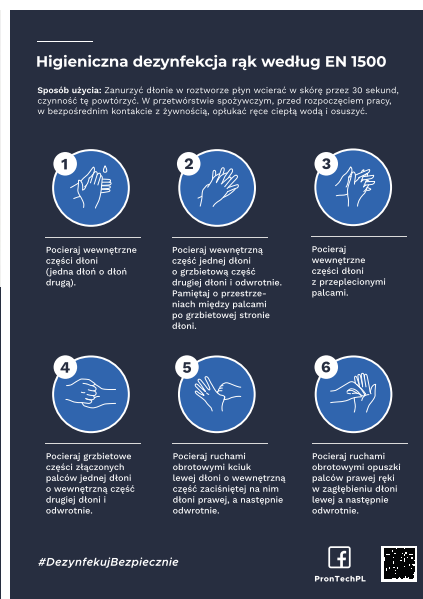 Higieniczna dezynfekcja rąk według EN 1500
Sposób użycia: Zanurzyć dłonie w roztworze płyn wcierać w skórę przez 30 sekund,
czynność tę powtórzyć. W przetwórstwie spożywczym, przed rozpoczęciem pracy,
w bezpośrednim kontakcie z żywnością, opłukać ręce ciepłą wodą i osuszyć.
1
Pocieraj wewnętrzne
części dłoni
(jedna dłoń o dłoń
drugą).
2
Pocieraj wewnętrzną
część jednej dłoni
o grzbietową część
drugiej dłoni i odwrotnie.
Pamiętaj o przestrze-
niach między palcami
po grzbietowej stronie
dłoni.
3
Pocieraj
wewnętrzne
części dłoni
z przeplecionymi
palcami.
4
Pocieraj grzbietowe
części złączonych
palców jednej dłoni
o wewnętrzną część
drugiej dłoni i
odwrotnie.
5
Pocieraj ruchami
obrotowymi kciuk
lewej dłoni o wewnętrzną
część zaciśniętej na nim
dłoni prawej, a następnie
odwrotnie.
6
Pocieraj ruchami
obrotowymi opuszki
palców prawej ręki
w zagłębieniu dłoni
lewej a następnie
odwrotnie.
#DezynfekujBezpiecznie
PronTechPL